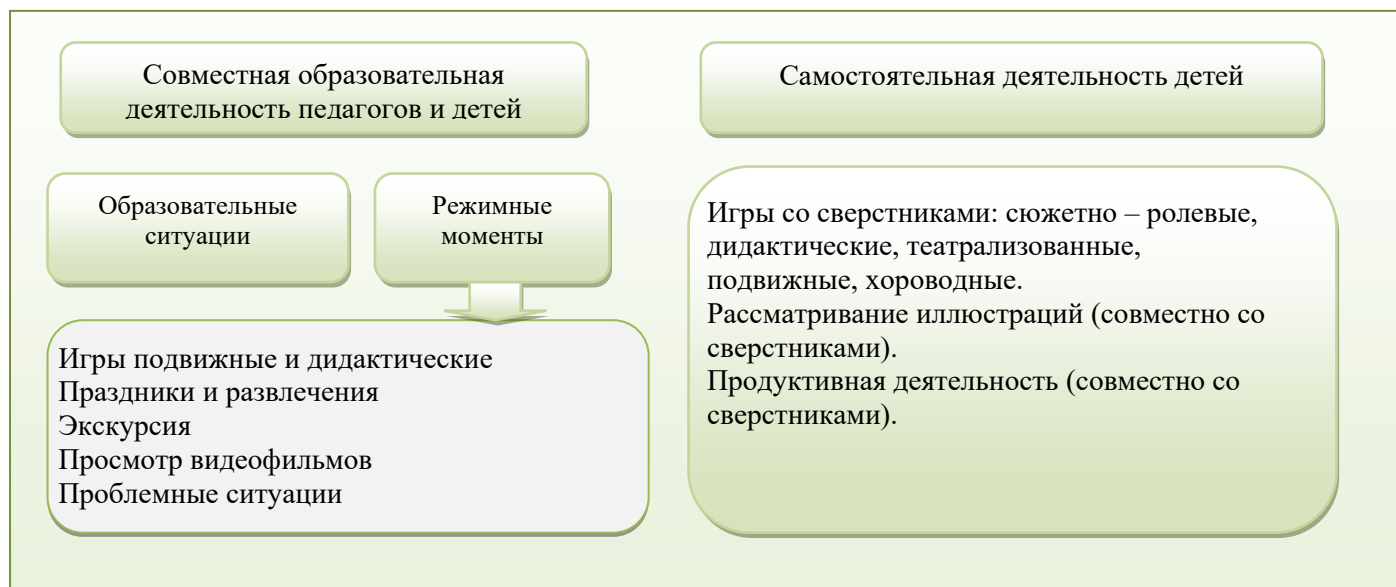 Совместная образовательная
деятельность педагогов и детей
Самостоятельная деятельность детей
Образовательные
ситуации
Режимные
моменты
Игры подвижные и дидактические
Праздники и развлечения
Экскурсия
Просмотр видеофильмов
Проблемные ситуации
Игры со сверстниками: сюжетно – ролевые,
дидактические, театрализованные,
подвижные, хороводные.
Рассматривание иллюстраций (совместно со
сверстниками).
Продуктивная деятельность (совместно со
сверстниками).